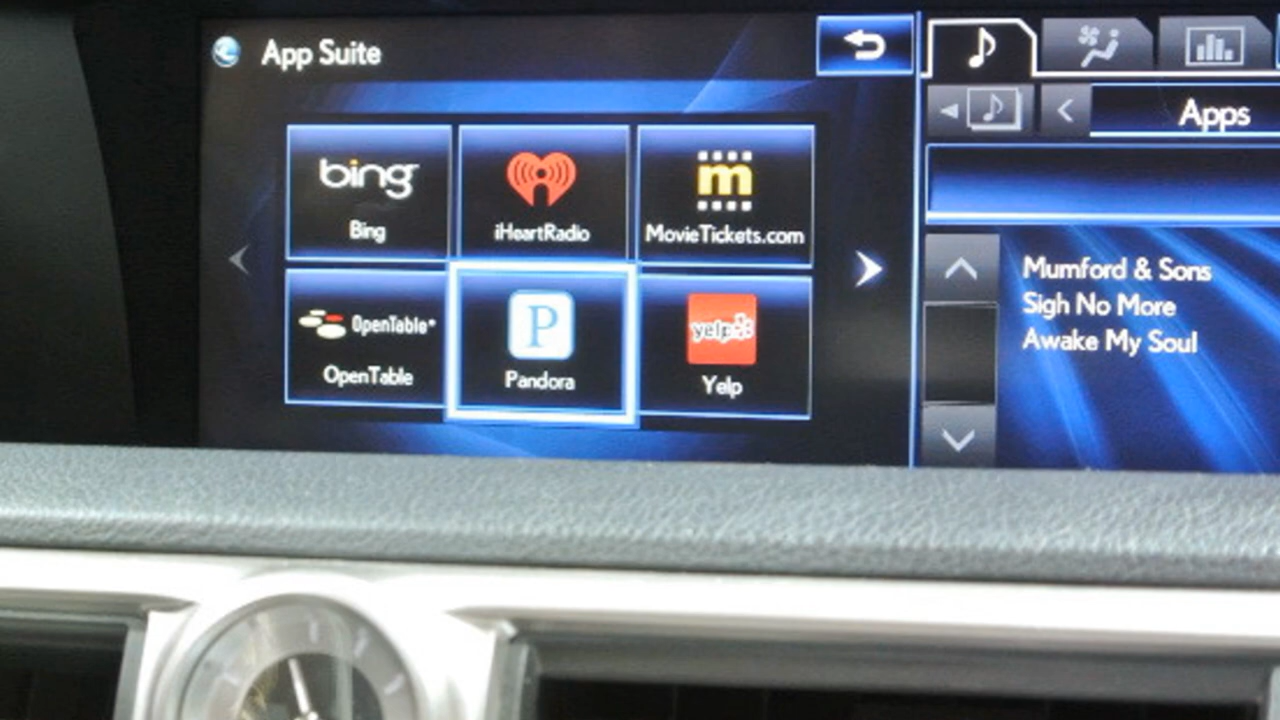 App Suite
bing
Bing
iHeartRadio
m
MovieTickets.com
OpenTable
OpenTable
P
Pandora
yelp
Yelp
Apps
Mumford & Sons
Sigh No More
Awake My Soul